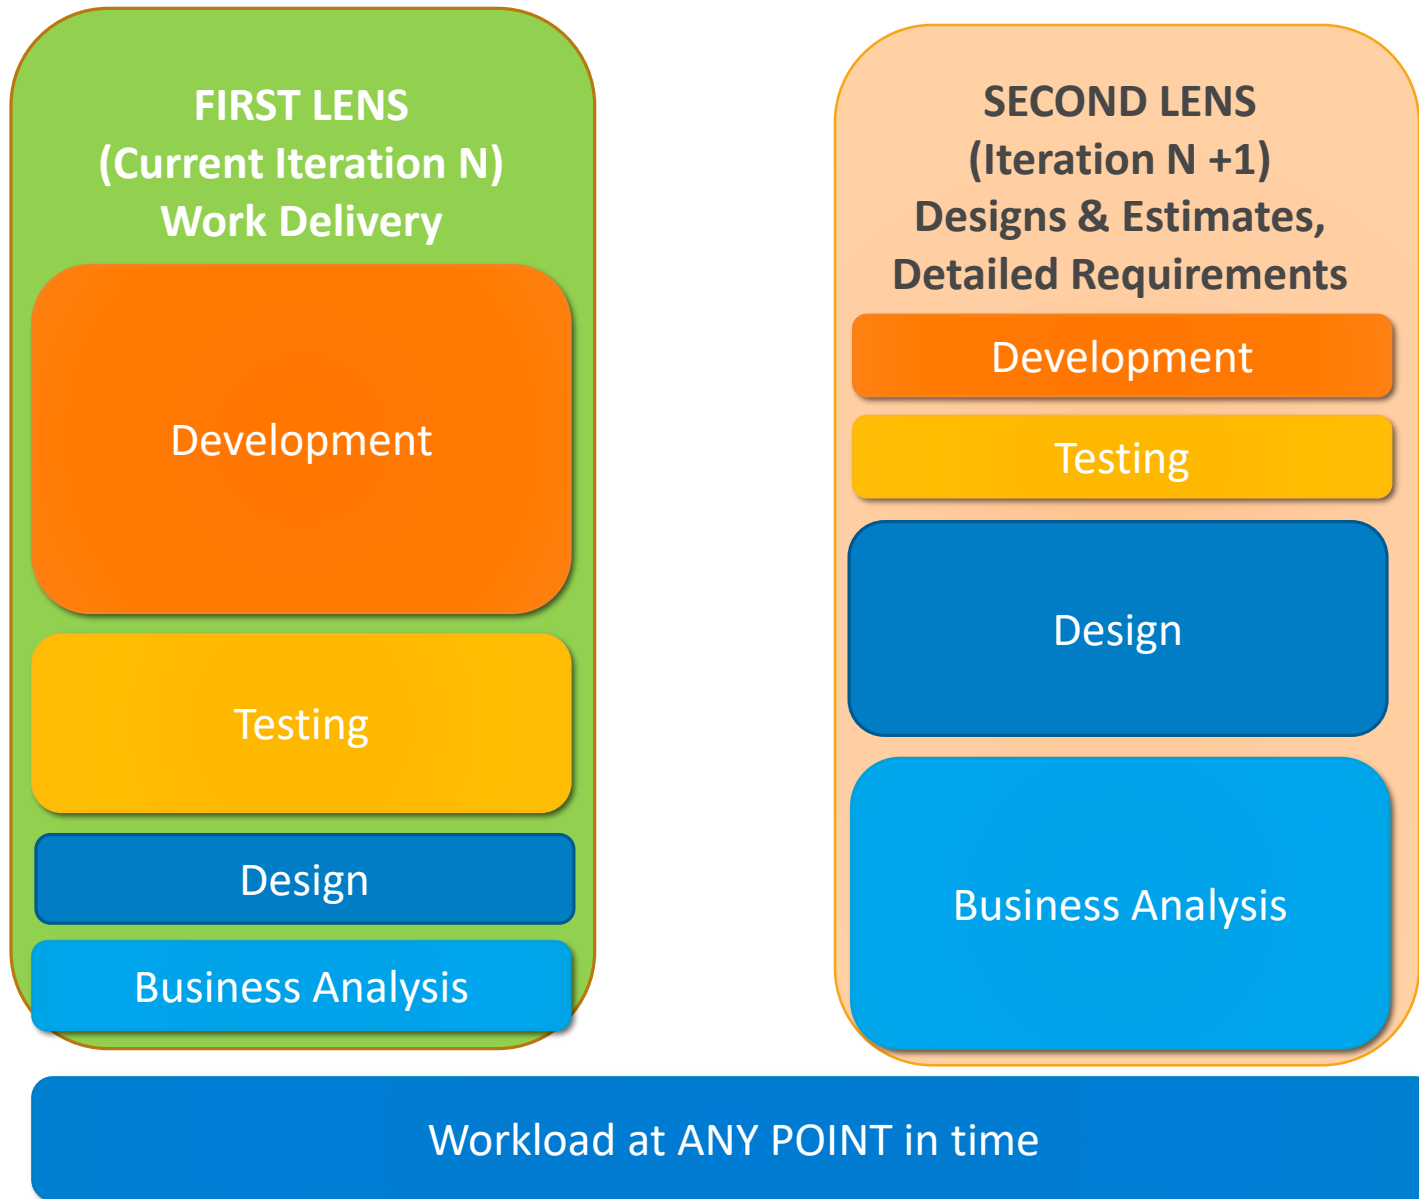 FIRST LENS
(Current Iteration N)
Work Delivery
Development
Testing
Design
Business Analysis
SECOND LENS
(Iteration N +1)
Designs & Estimates,
Detailed Requirements
Development
Testing
Design
Business Analysis
Workload at ANY POINT in time